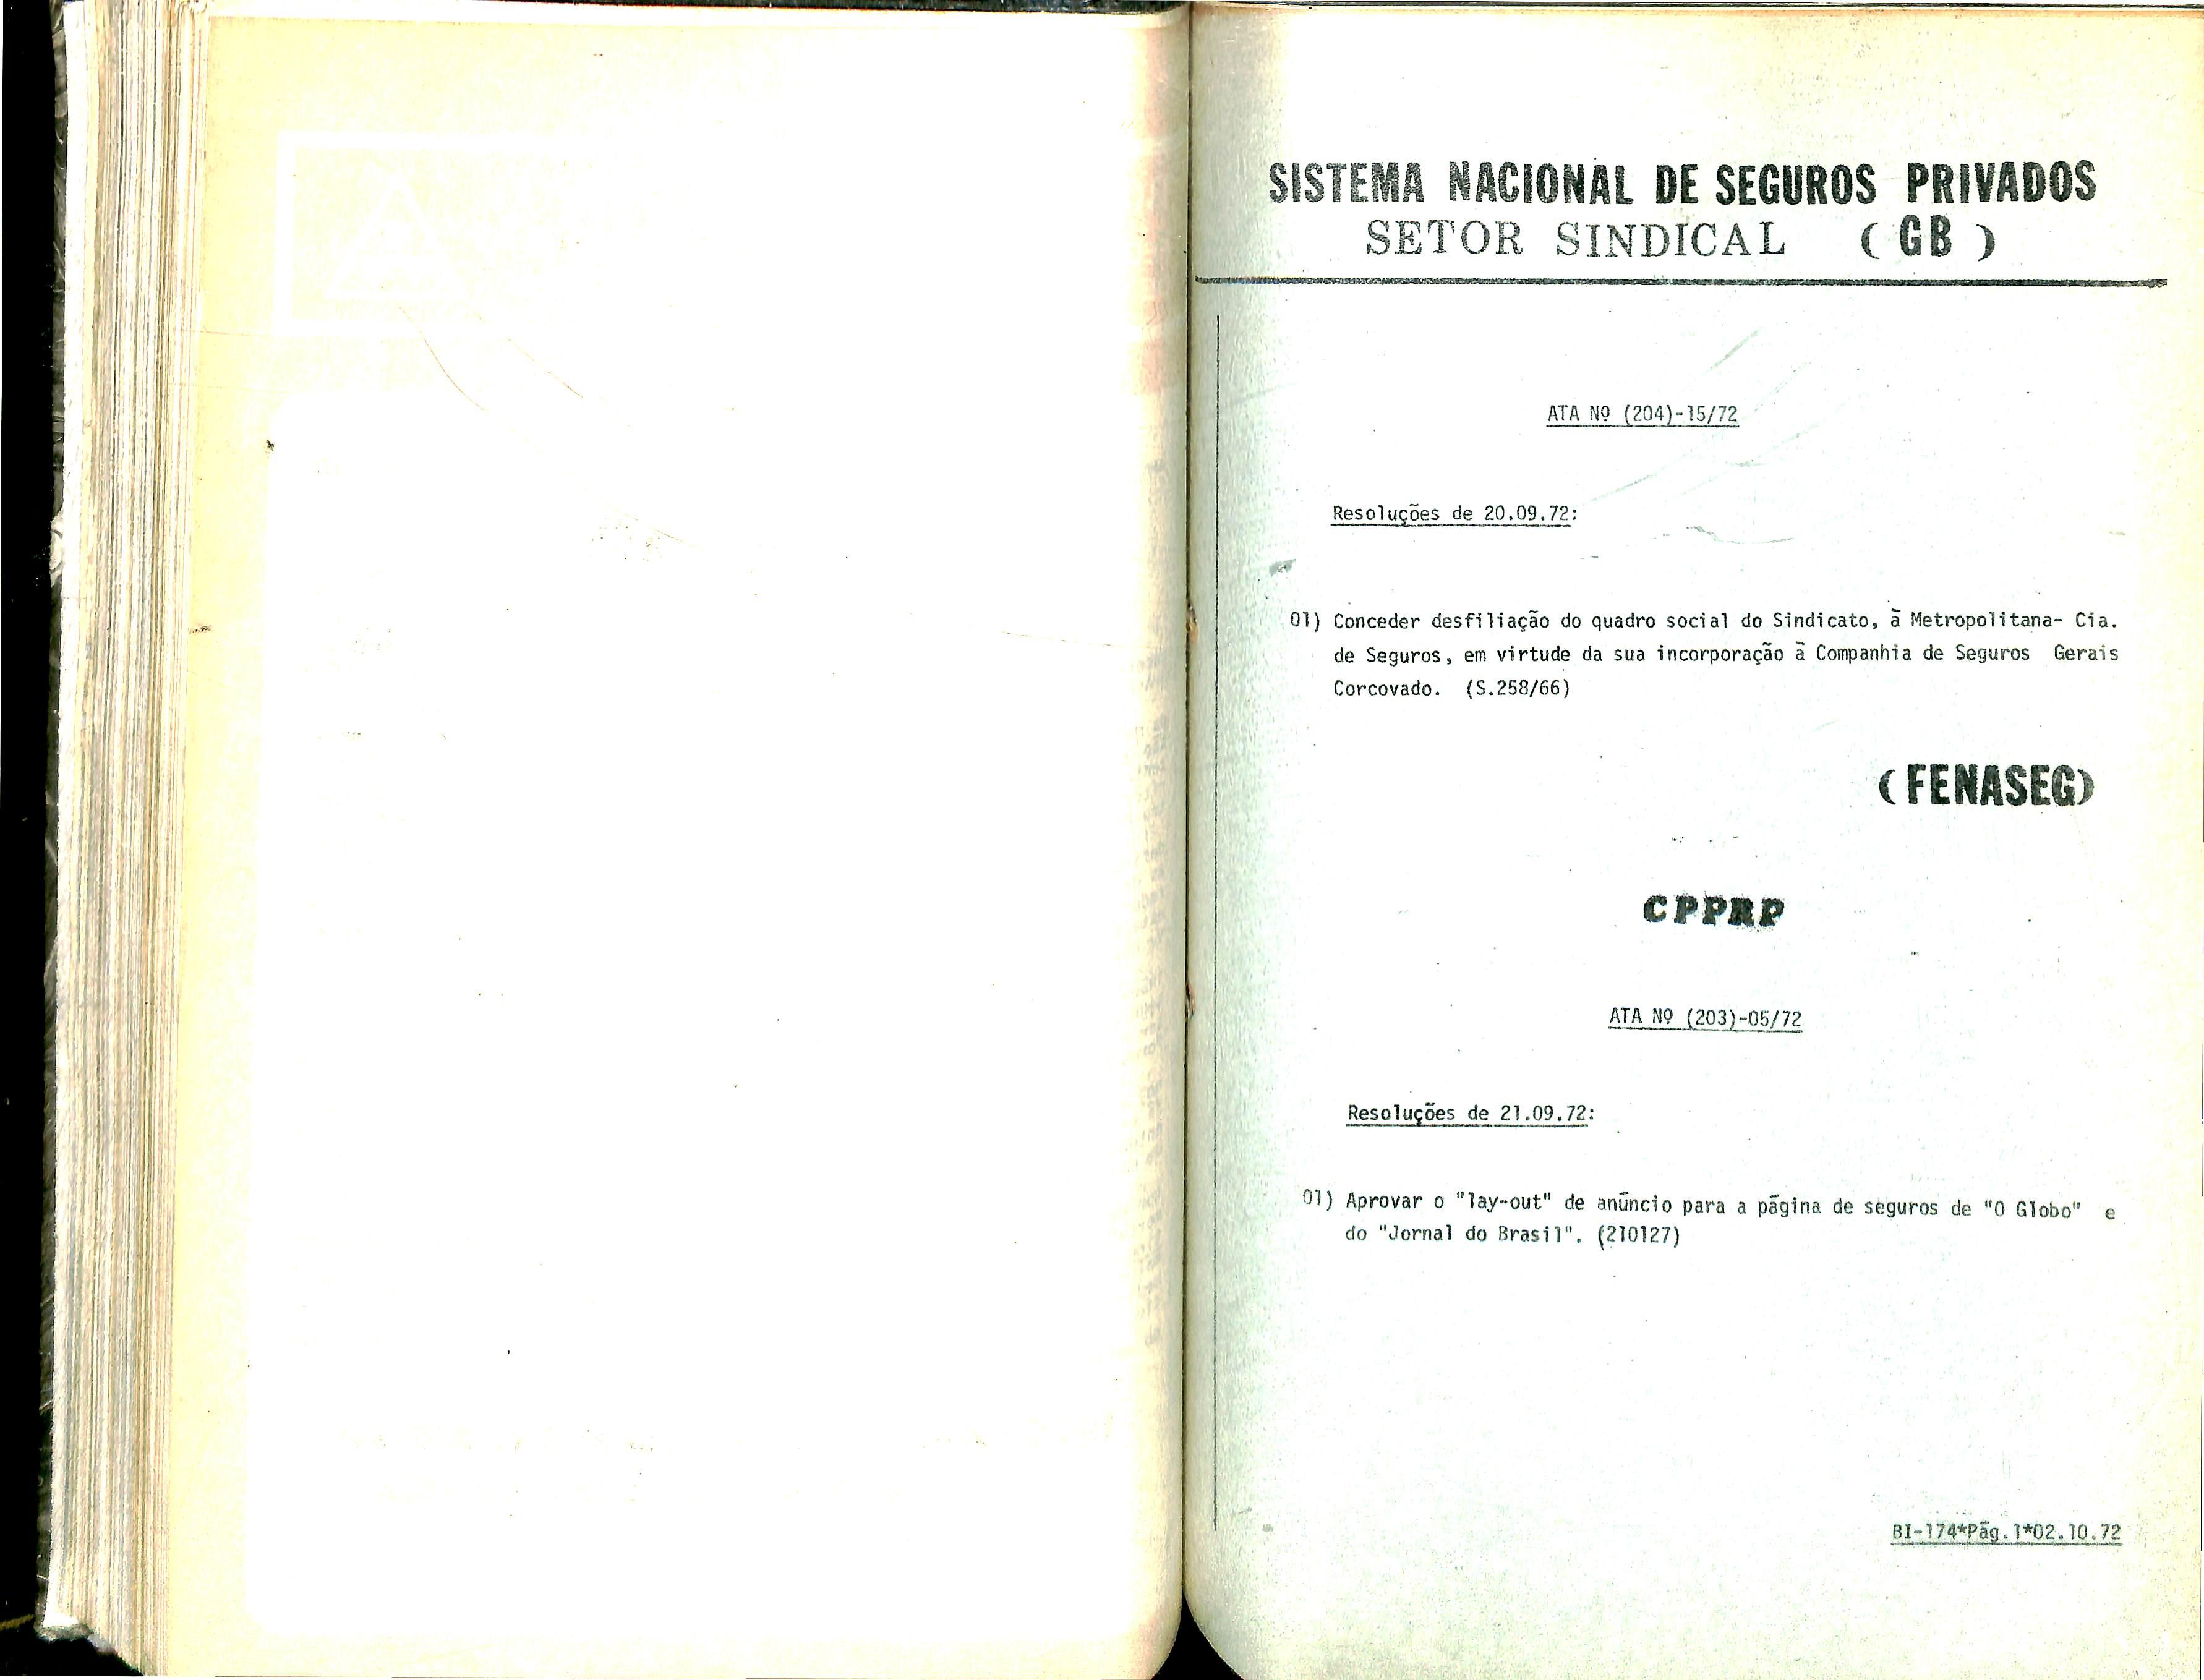 SISTEMA NACIONAL DE SEGUROS PRIVADOS
SETOR SINDICAL ( GB )
ATA Nº (204)-15/72
Resoluções de 20.09.72:
01) Conceder desfiliação do quadro social do Sindicato, à Metropolitana- Cia.
de Seguros, em virtude da sua incorporação à Companhia de Seguros Gerais
Corcovado. (S.258/66)
(FENASEG)
CPPRP
ATA Nº (203)-05/72
Resoluções de 21.09.72:
01) Aprovar o "lay-out" de anúncio para a página de seguros de "O Globo" e
do "Jornal do Brasil". (210127)
BI-174*Pág.1*02.10.72